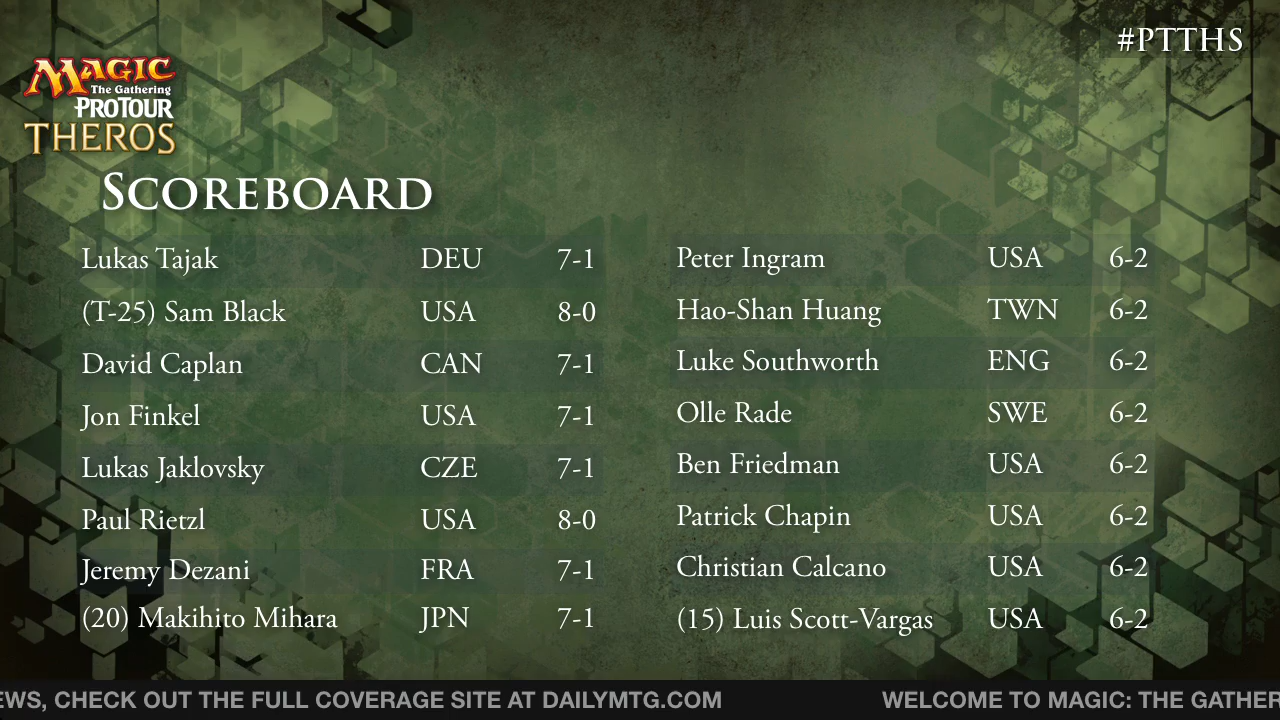 #PTTHS
MAGIC
The Gathering
PROTOUR
THEROS
SCOREBOARD
Lukas Tajak DEU 7-1
(T-25) Sam Black USA 8-0
David Caplan CAN 7-1
Jon Finkel USA 7-1
Lukas Jaklovsky CZE 7-1
Paul Rietzl USA 8-0
Jeremy Dezani FRA 7-1
(20) Makihito Mihara JPN 7-1
Peter Ingram USA 6-2
Hao-Shan Huang TWN 6-2
Luke Southworth ENG 6-2
Olle Rade SWE 6-2
Ben Friedman USA 6-2
Patrick Chapin USA 6-2
Christian Calcano USA 6-2
(15) Luis Scott-Vargas USA 6-2
EWS, CHECK OUT THE FULL COVERAGE SITE AT DAILYMTG.COM WELCOME TO MAGIC: THE GATHER